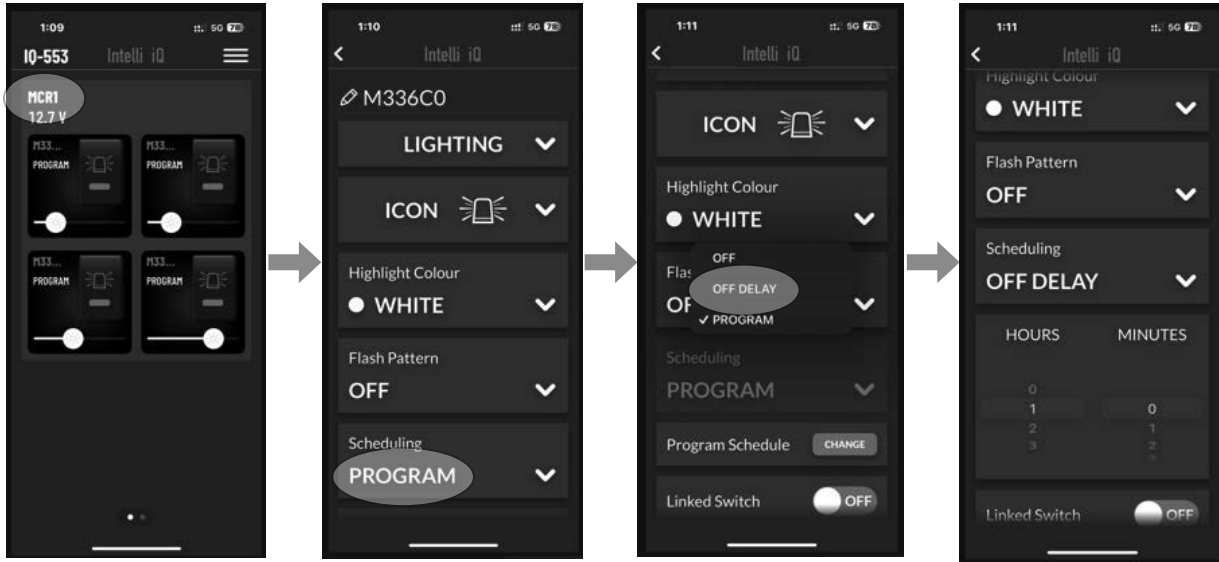 1:09 5G 78
IQ-553 Intelli iQ
MCR1
12.7 V
M33... M33...
PROGRAM PROGRAM
M33... M33...
PROGRAM PROGRAM
1:10 5G 78
Intelli iQ
M336C0
LIGHTING
ICON
Highlight Colour
WHITE
Flash Pattern
OFF
Scheduling
PROGRAM
1:11 5G
Intelli iQ
ICON
Highlight Colour
WHITE
OFF
Flas
OFF DELAY
OF
PROGRAM
Scheduling
PROGRAM
Program Schedule CHANGE
Linked Switch OFF
1:11 5G
Intelli iQ
Highlight Colour
WHITE
Flash Pattern
OFF
Scheduling
OFF DELAY
HOURS MINUTES
0
1 0
2 1
3 2
Linked Switch OFF